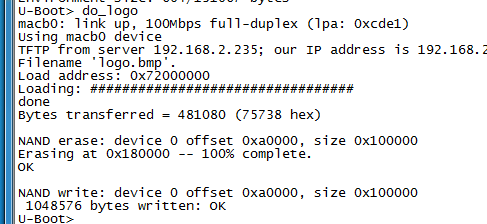 U-Boot> do_logo
macb0: link up, 100Mbps full-duplex (lpa: 0xcde1)
Using macb0 device
TFTP from server 192.168.2.235; our IP address is 192.168.2
Filename 'logo.bmp'.
Load address: 0x72000000
Loading: #################################
done
Bytes transferred = 481080 (75738 hex)
NAND erase: device 0 offset 0xa0000, size 0x100000
Erasing at 0x180000 -- 100% complete.
OK
NAND write: device 0 offset 0xa0000, size 0x100000
1048576 bytes written: OK
U-Boot>